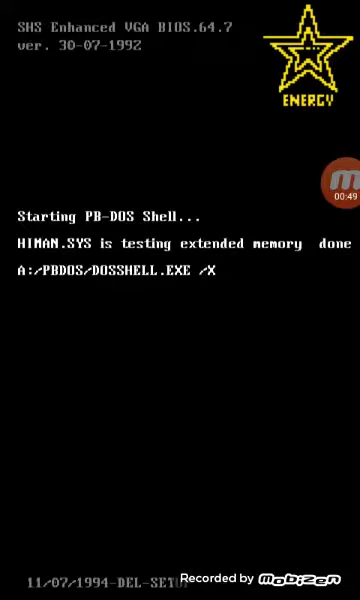 SHS Enhanced VGA BIOS.64.7
ver. 30-07-1992
ENERGY
00:49
Starting PB-DOS Shell...
HIMAN.SYS is testing extended memory done
A:/PBDOS/DOSSHELL.EXE /X
11/07/1994-DEL-SETUP
Recorded by Mobizen